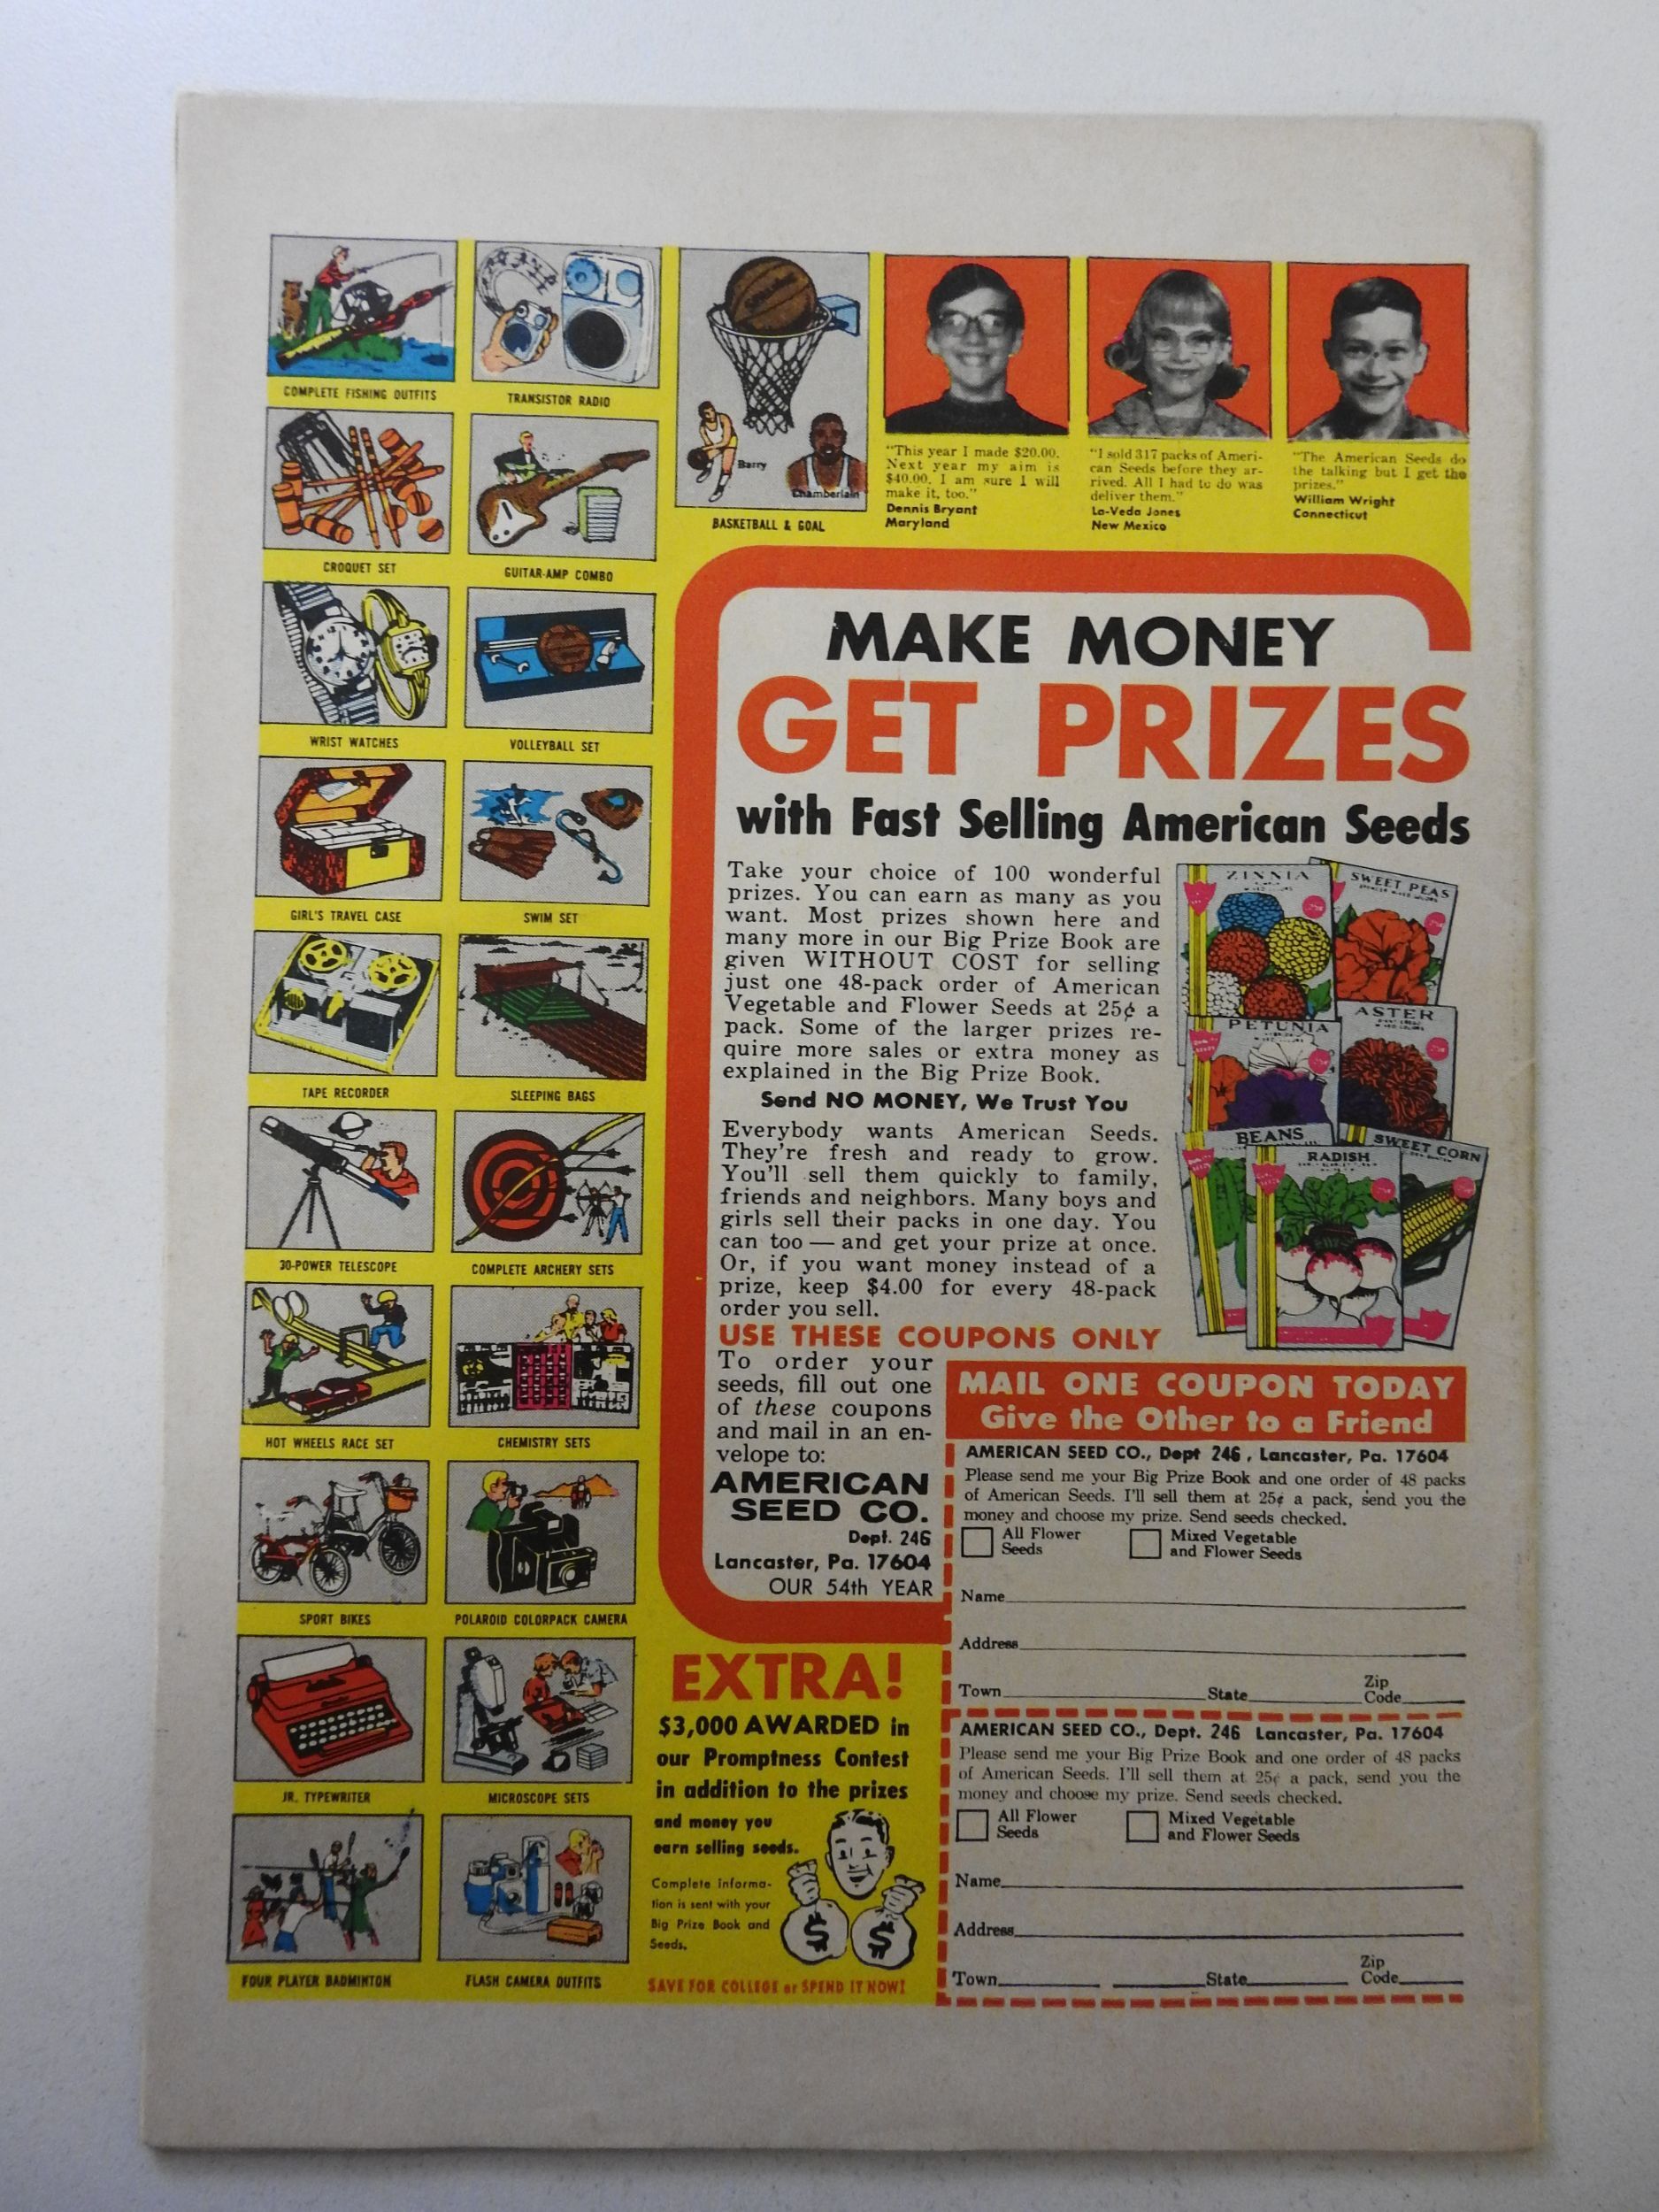 COMPLETE FISHING OUTFITS
TRANSISTOR RADIO
Barry
Chamberlain
BASKETBALL & GOAL
"This year I made $20.00.
Next year my aim is
$40.00. I am sure I will
make it, too."
Dennis Bryant
Maryland
"I sold 317 packs of Ameri-
can Seeds before they ar-
rived. All I had to do was
deliver them."
La-Veda Jones
New Mexico
"The American Seeds do
the talking but I get the
prizes."
William Wright
Connecticut
CROQUET SET
GUITAR-AMP COMBO
WRIST WATCHES
VOLLEYBALL SET
GIRL'S TRAVEL CASE
SWIM SET
TAPE RECORDER
SLEEPING BAGS
30-POWER TELESCOPE
COMPLETE ARCHERY SETS
HOT WHEELS RACE SET
CHEMISTRY SETS
SPORT BIKES
POLAROID COLORPACK CAMERA
JR. TYPEWRITER
MICROSCOPE SETS
FOUR PLAYER BADMINTON
FLASH CAMERA OUTFITS
MAKE MONEY
GET PRIZES
with Fast Selling American Seeds
Take your choice of 100 wonderful
prizes. You can earn as many as you
want. Most prizes shown here and
many more in our Big Prize Book are
given WITHOUT COST for selling
just one 48-pack order of American
Vegetable and Flower Seeds at 25¢ a
pack. Some of the larger prizes re-
quire more sales or extra money as
explained in the Big Prize Book.
Send NO MONEY, We Trust You
Everybody wants American Seeds.
They're fresh and ready to grow.
You'll sell them quickly to family,
friends and neighbors. Many boys and
girls sell their packs in one day. You
can too — and get your prize at once.
Or, if you want money instead of a
prize, keep $4.00 for every 48-pack
order you sell.
ZINNIA
SWEET PEAS
PETUNIA
ASTER
BEANS
RADISH
SWEET CORN
USE THESE COUPONS ONLY
To order your
seeds, fill out one
of these coupons
and mail in an en-
velope to:
AMERICAN
SEED CO.
Dept. 246
Lancaster, Pa. 17604
OUR 54th YEAR
MAIL ONE COUPON TODAY
Give the Other to a Friend
AMERICAN SEED CO., Dept 246, Lancaster, Pa. 17604
Please send me your Big Prize Book and one order of 48 packs
of American Seeds. I'll sell them at 25¢ a pack, send you the
money and choose my prize. Send seeds checked.
All Flower
Seeds
Mixed Vegetable
and Flower Seeds
Name
Address
Town State Zip
Code
AMERICAN SEED CO., Dept. 246 Lancaster, Pa. 17604
Please send me your Big Prize Book and one order of 48 packs
of American Seeds. I'll sell them at 25¢ a pack, send you the
money and choose my prize. Send seeds checked.
All Flower
Seeds
Mixed Vegetable
and Flower Seeds
Name
Address
Town State Zip
Code
EXTRA!
$3,000 AWARDED in
our Promptness Contest
in addition to the prizes
and money you
earn selling seeds.
Complete informa-
tion is sent with your
Big Prize Book and
Seeds.
$ $
SAVE FOR COLLEGE or SPEND IT NOW!